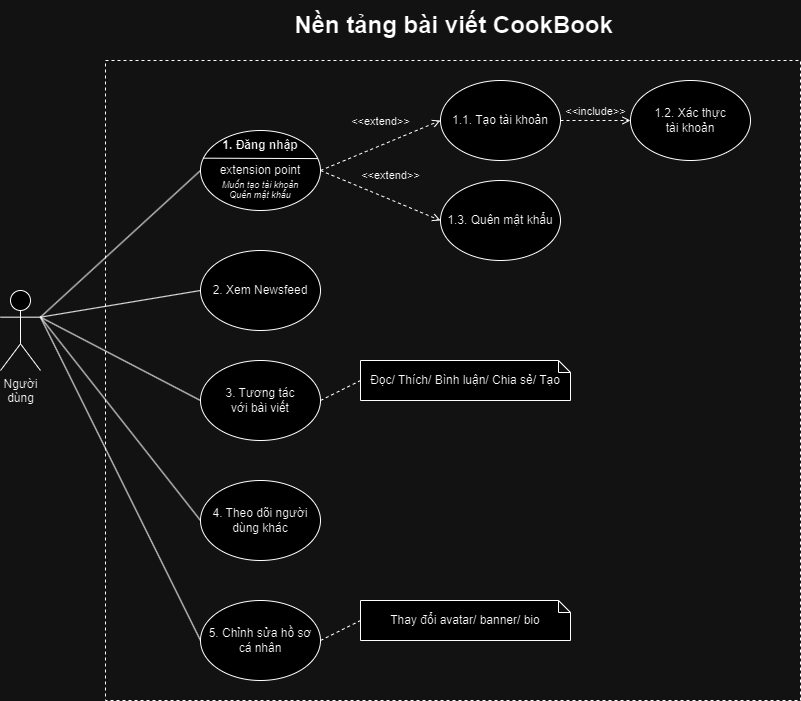 Nền tảng bài viết CookBook
<<extend>>
1.1. Tạo tài khoản
<<include>>
1.2. Xác thực
tài khoản
1. Đăng nhập
extension point
Muốn tạo tài khoản
Quên mật khẩu
<<extend>>
1.3. Quên mật khẩu
2. Xem Newsfeed
Người
dùng
3. Tương tác
với bài viết
Đọc/ Thích/ Bình luận/ Chia sẻ/ Tạo
4. Theo dõi người
dùng khác
5. Chỉnh sửa hồ sơ
cá nhân
Thay đổi avatar/ banner/ bio